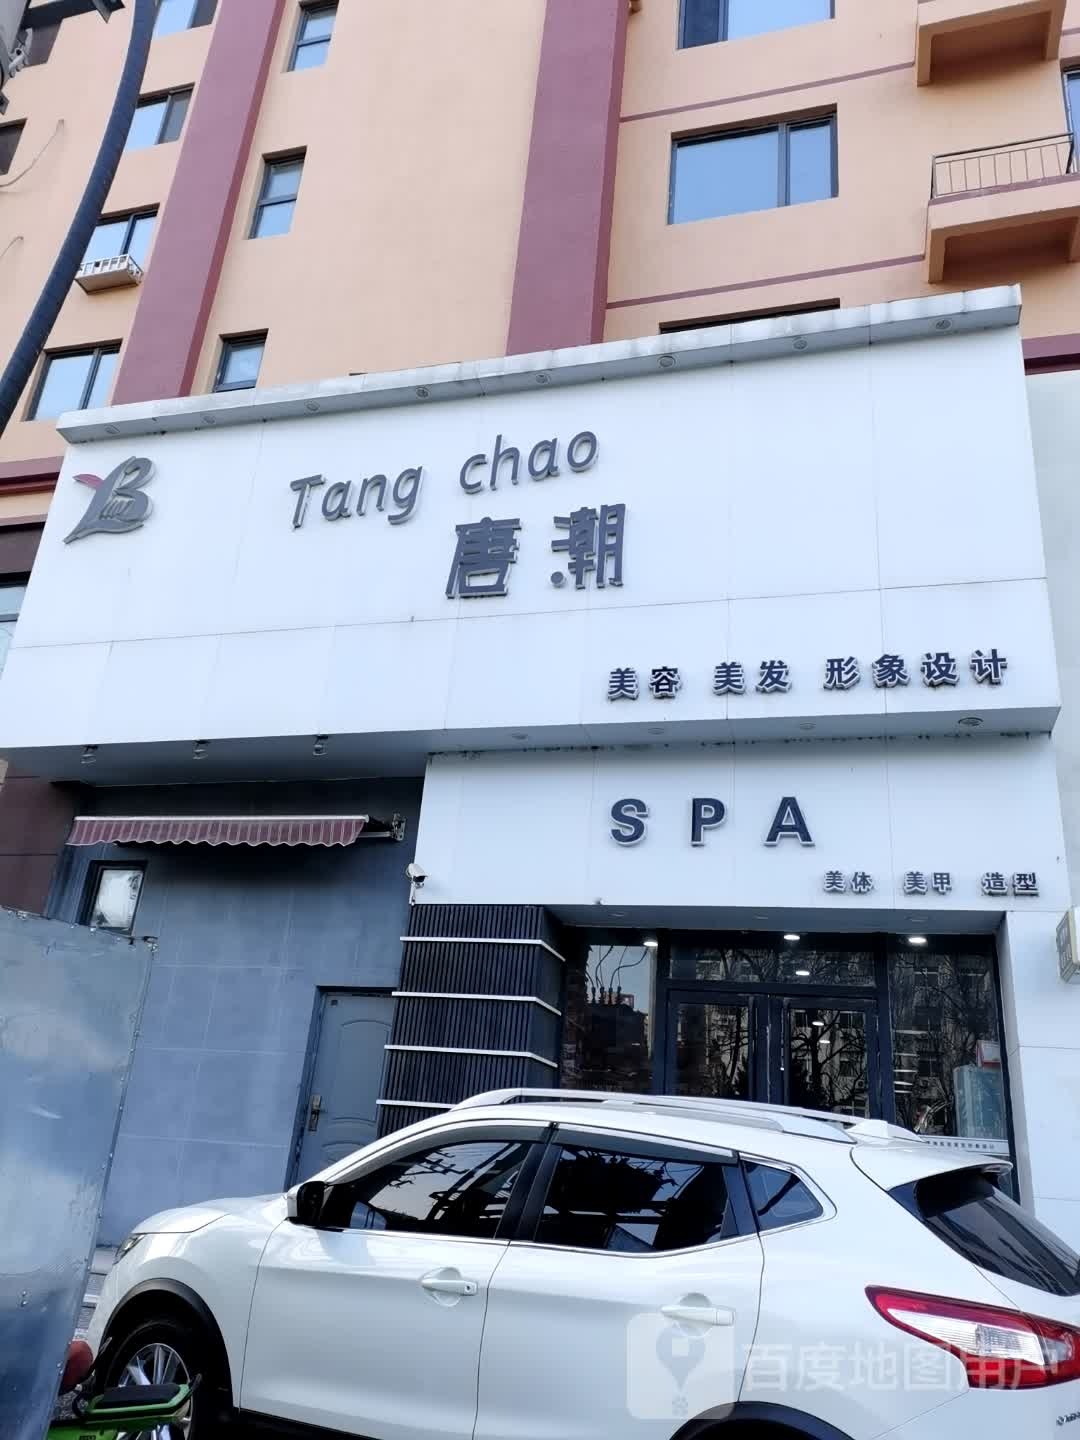 Tang chao
唐潮
美容 美发 形象设计
SPA
美体 美甲 造型
百度地图用户